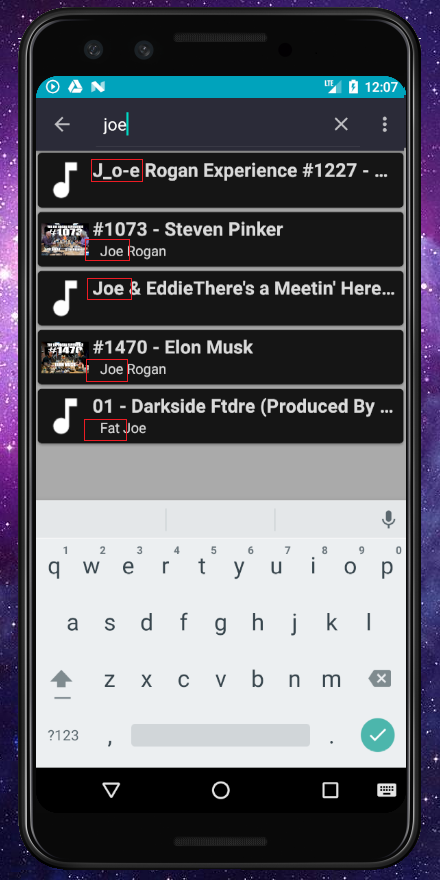 LTE 12:07
joe
J_o-e Rogan Experience #1227 - ...
#1073 - Steven Pinker
Joe Rogan
Joe & EddieThere's a Meetin' Here...
#1470 - Elon Musk
Joe Rogan
01 - Darkside Ftdre (Produced By ...
Fat Joe
1 2 3 4 5 6 7 8 9 0
q w e r t y u i o p
a s d f g h j k l
z x c v b n m
?123 , .